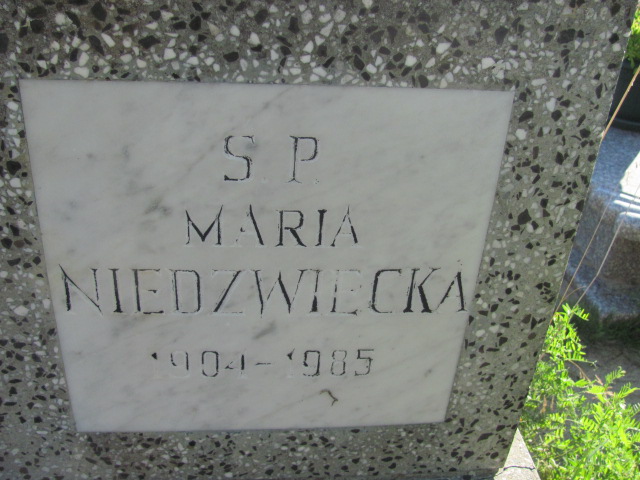 S.P.
MARIA
NIEDZWIECKA
1904-1985